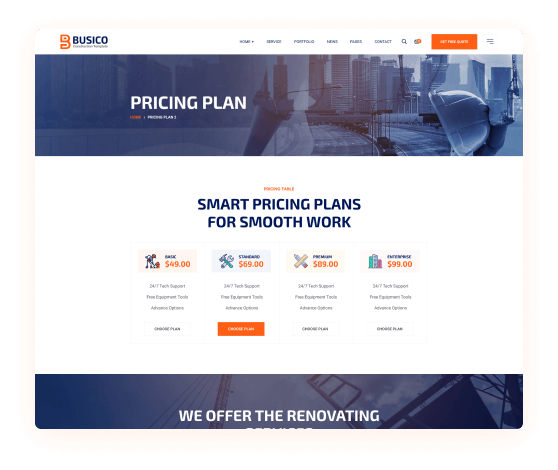 BUSICO
Construction Template
HOME SERVICE PORTFOLIO NEWS PAGES CONTACT GET FREE QUOTE
PRICING PLAN
HOME PRICING PLAN 2
PRICING TABLE
SMART PRICING PLANS
FOR SMOOTH WORK
BASIC
$49.00
24/7 Tech Support
Free Equipment Tools
Advance Options
CHOOSE PLAN
STANDARD
$69.00
24/7 Tech Support
Free Equipment Tools
Advance Options
CHOOSE PLAN
PREMIUM
$89.00
24/7 Tech Support
Free Equipment Tools
Advance Options
CHOOSE PLAN
ENTERPRISE
$99.00
24/7 Tech Support
Free Equipment Tools
Advance Options
CHOOSE PLAN
WE OFFER THE RENOVATING